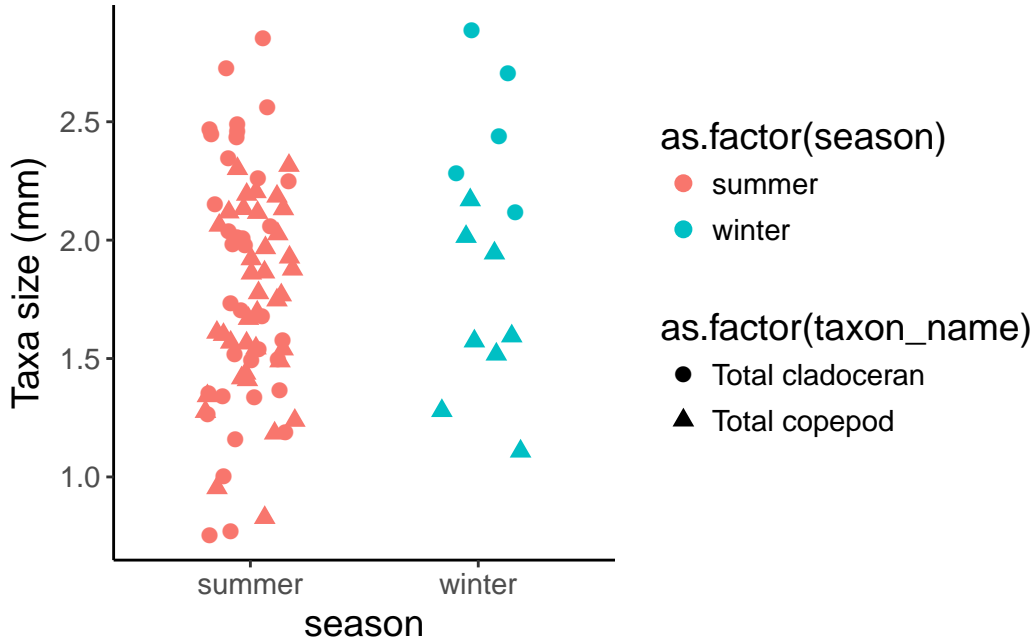 Taxa size (mm)
2.5
2.0
1.5
1.0
summer
winter
season
as.factor(season)
summer
winter
as.factor(taxon_name)
Total cladoceran
Total copepod